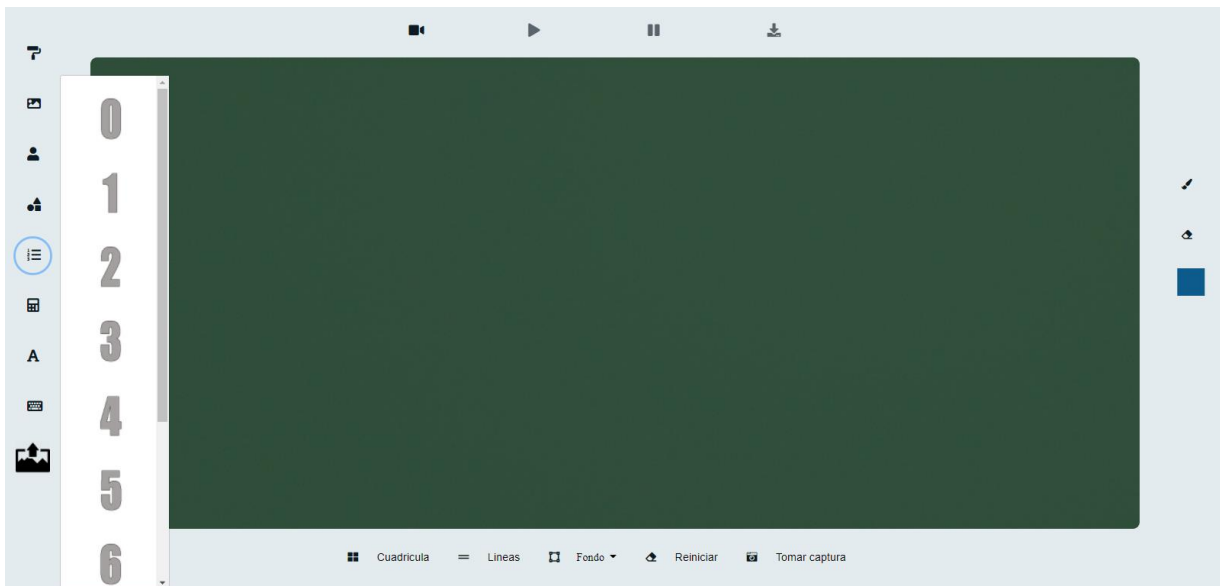 0
1
2
3
4
5
6
A
Cuadricula
Lineas
Fondo
Reiniciar
Tomar captura